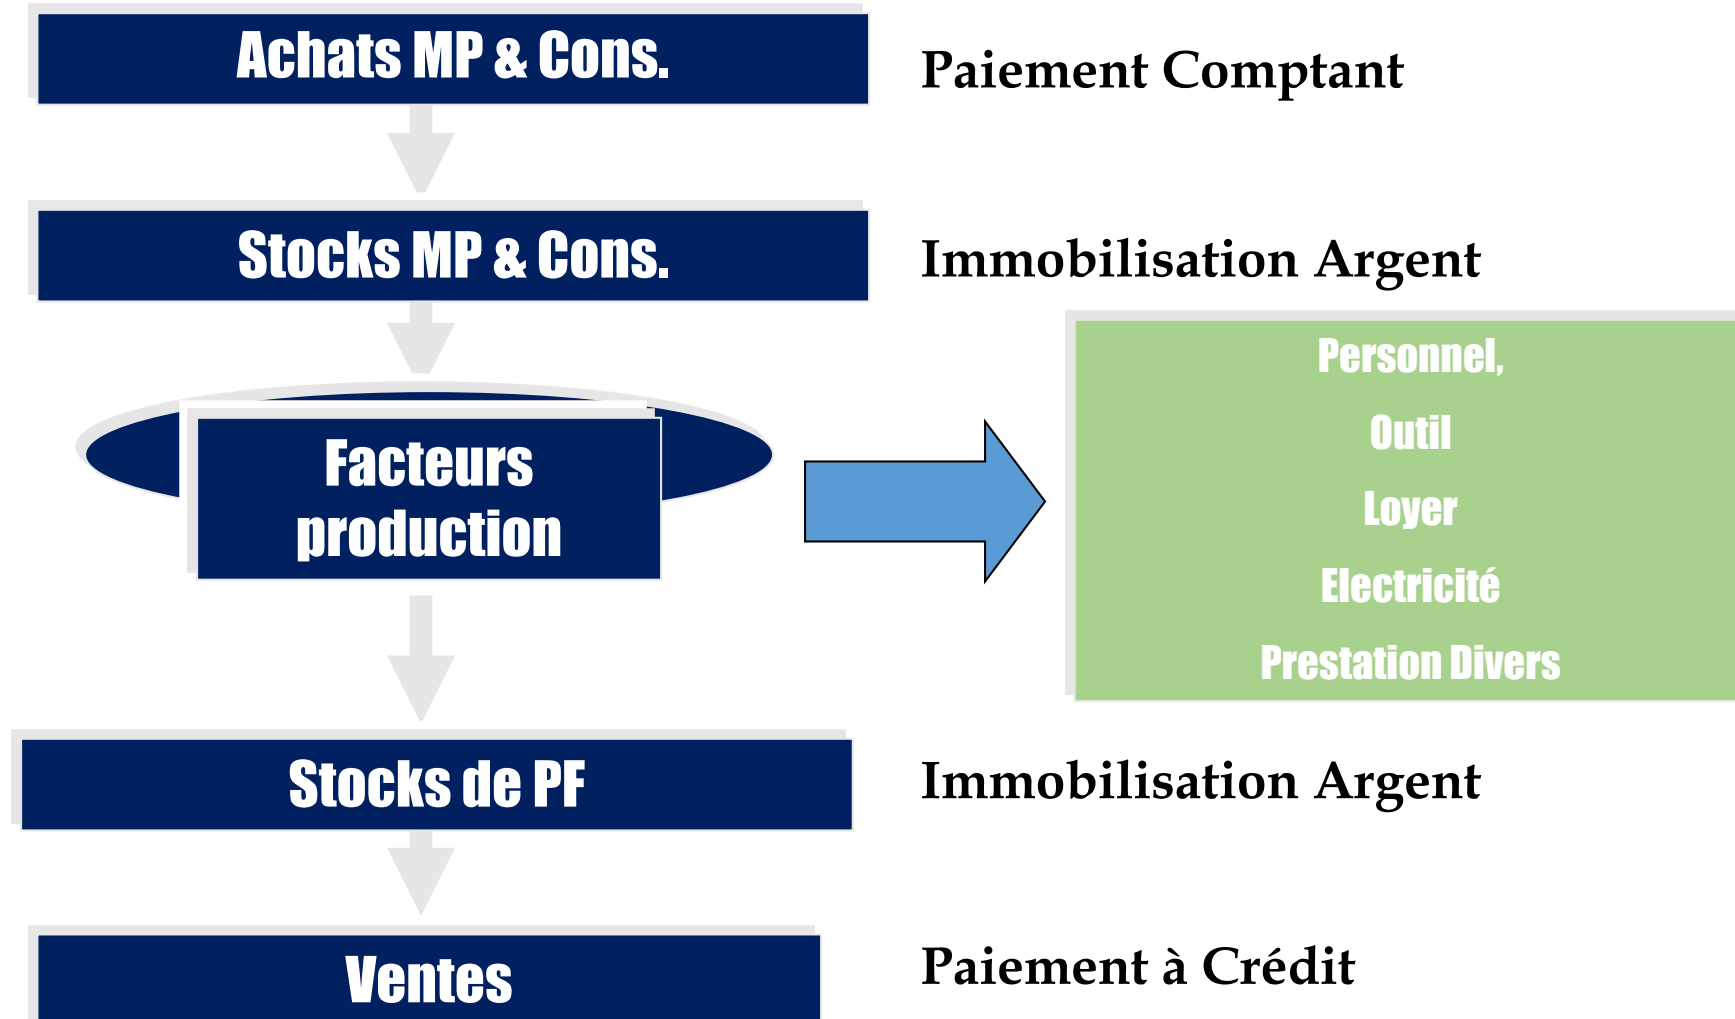 Achats MP & Cons.
Paiement Comptant
Stocks MP & Cons.
Immobilisation Argent
Facteurs
production
Personnel,
Outil
Loyer
Electricité
Prestation Divers
Stocks de PF
Immobilisation Argent
Ventes
Paiement à Crédit